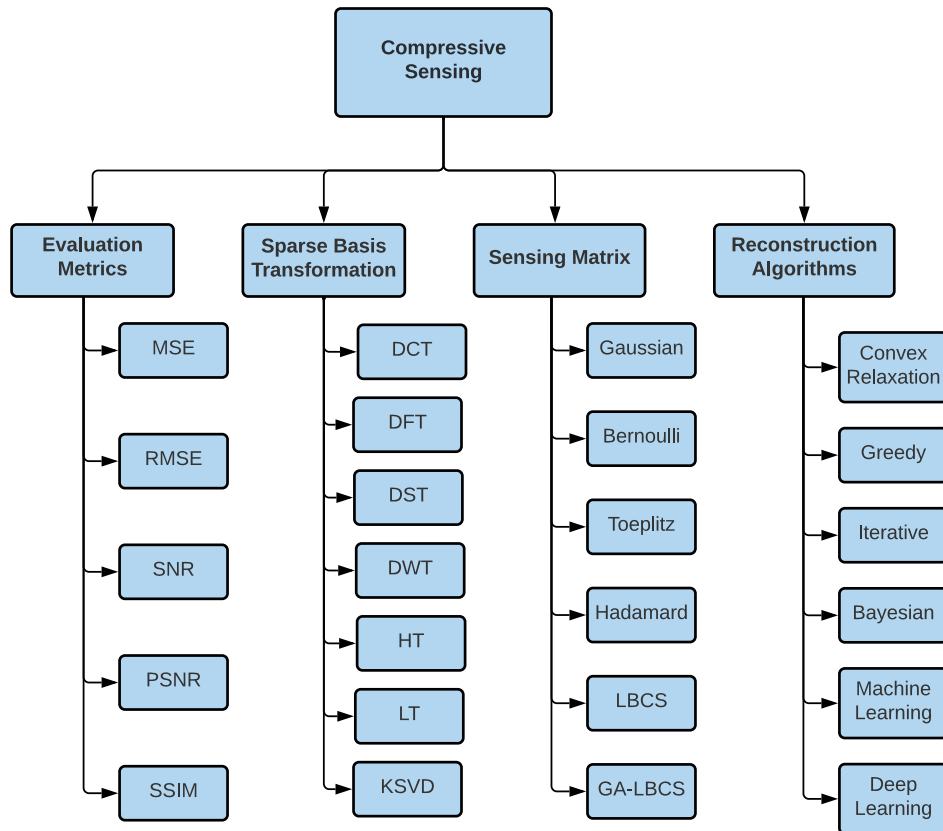 Compressive
Sensing
Evaluation
Metrics
Sparse Basis
Transformation
Sensing Matrix
Reconstruction
Algorithms
MSE
RMSE
SNR
PSNR
SSIM
DCT
DFT
DST
DWT
HT
LT
KSVD
Gaussian
Bernoulli
Toeplitz
Hadamard
LBCS
GA-LBCS
Convex
Relaxation
Greedy
Iterative
Bayesian
Machine
Learning
Deep
Learning